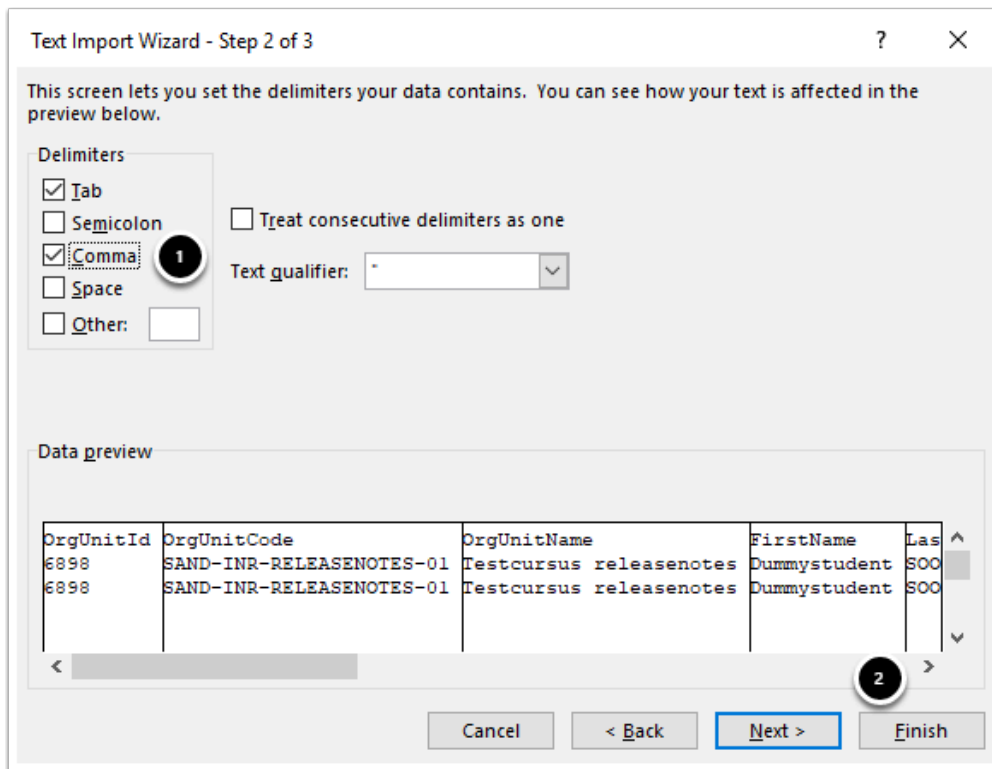 Text Import Wizard - Step 2 of 3
?
This screen lets you set the delimiters your data contains.  You can see how your text is affected in the
preview below.
Delimiters
Tab
Semicolon
Comma
1
Space
Other:
Treat consecutive delimiters as one
Text qualifier: "
Data preview
OrgUnitId OrgUnitCode OrgUnitName FirstName Las
6898 SAND-INR-RELEASENOTES-01 Testcursus releasenotes Dummystudent SOO
6898 SAND-INR-RELEASENOTES-01 Testcursus releasenotes Dummystudent SOO
2
Cancel < Back Next > Finish